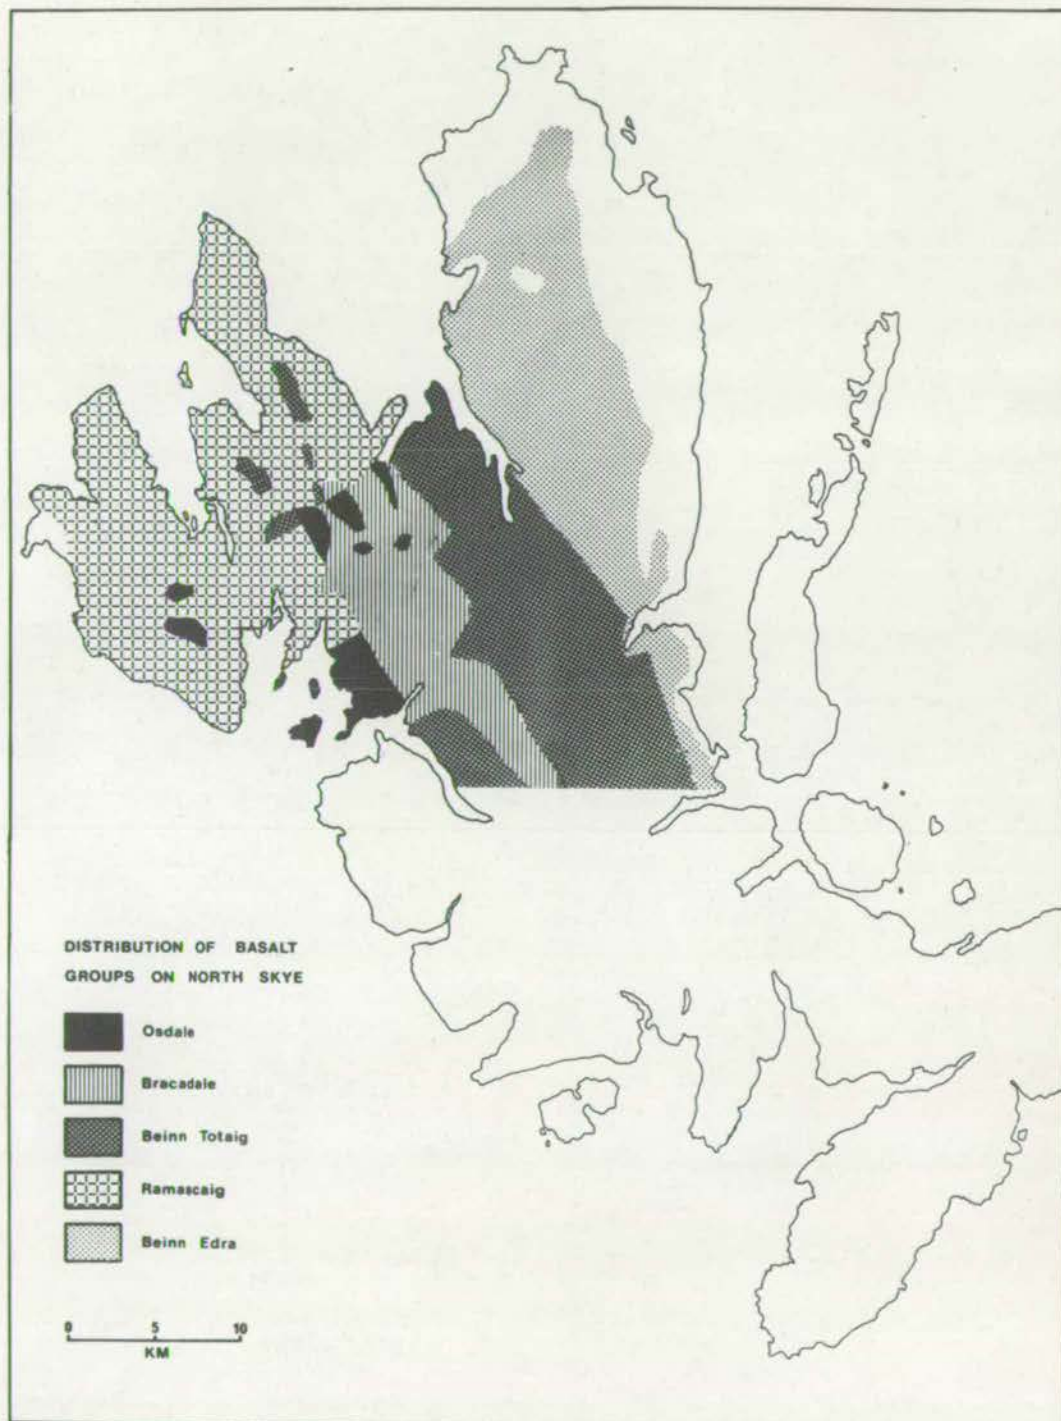 DISTRIBUTION OF BASALT
GROUPS ON NORTH SKYE
Osdale
Bracadale
Beinn Totaig
Ramascaig
Beinn Edra
0 5 10
KM